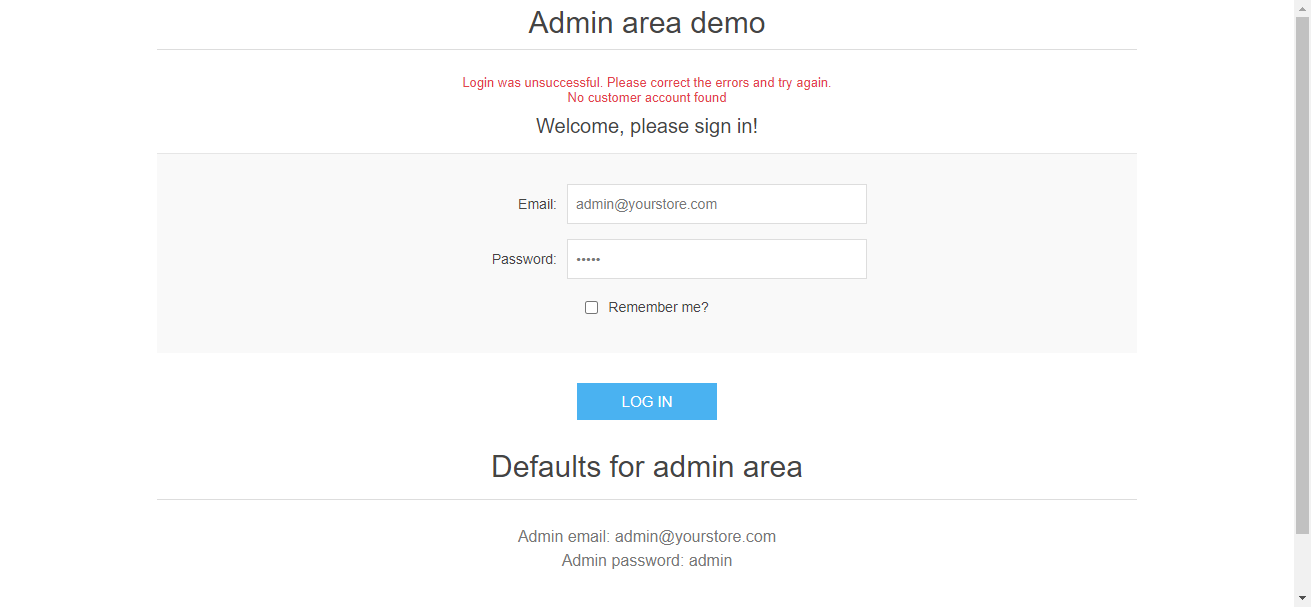 Admin area demo
Login was unsuccessful. Please correct the errors and try again.
No customer account found
Welcome, please sign in!
Email: admin@yourstore.com
Password: •••••
Remember me?
LOG IN
Defaults for admin area
Admin email: admin@yourstore.com
Admin password: admin